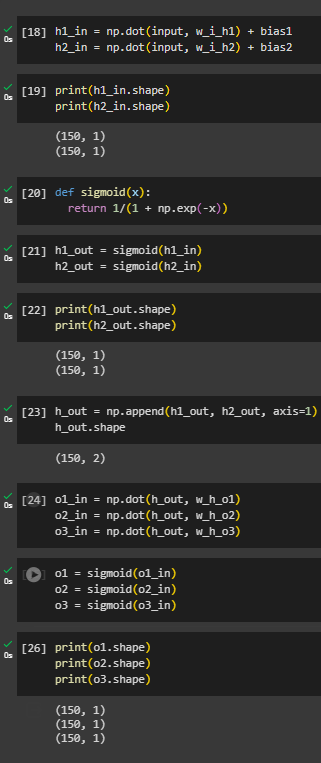 [18] h1_in = np.dot(input, w_i_h1) + bias1
h2_in = np.dot(input, w_i_h2) + bias2
0s
[19] print(h1_in.shape)
print(h2_in.shape)
0s
(150, 1)
(150, 1)
[20] def sigmoid(x):
return 1/(1 + np.exp(-x))
0s
[21] h1_out = sigmoid(h1_in)
h2_out = sigmoid(h2_in)
0s
[22] print(h1_out.shape)
print(h2_out.shape)
0s
(150, 1)
(150, 1)
[23] h_out = np.append(h1_out, h2_out, axis=1)
h_out.shape
0s
(150, 2)
[24] o1_in = np.dot(h_out, w_h_o1)
o2_in = np.dot(h_out, w_h_o2)
0s
o3_in = np.dot(h_out, w_h_o3)
o1 = sigmoid(o1_in)
o2 = sigmoid(o2_in)
0s
o3 = sigmoid(o3_in)
[26] print(o1.shape)
print(o2.shape)
0s
print(o3.shape)
(150, 1)
(150, 1)
(150, 1)